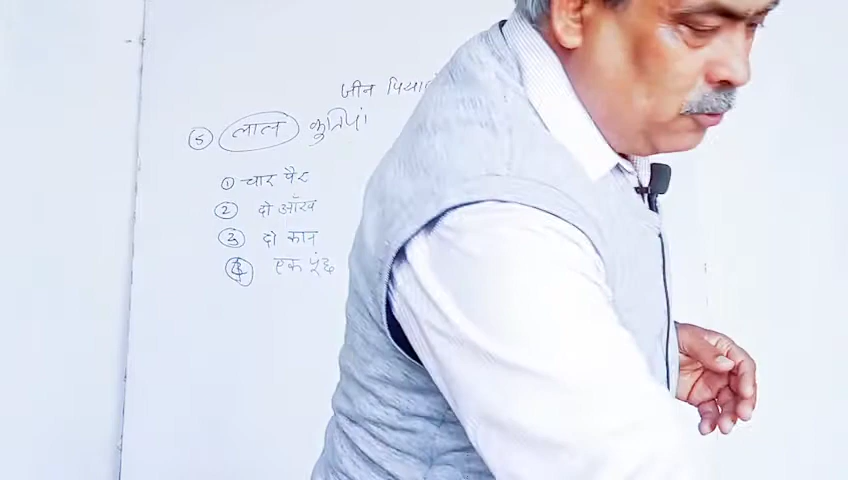 जीन पियाजे
⑤ लाल कुर्सियां
① चार पैर
② दो आँख
③ दो कान
④ एक पूंछ